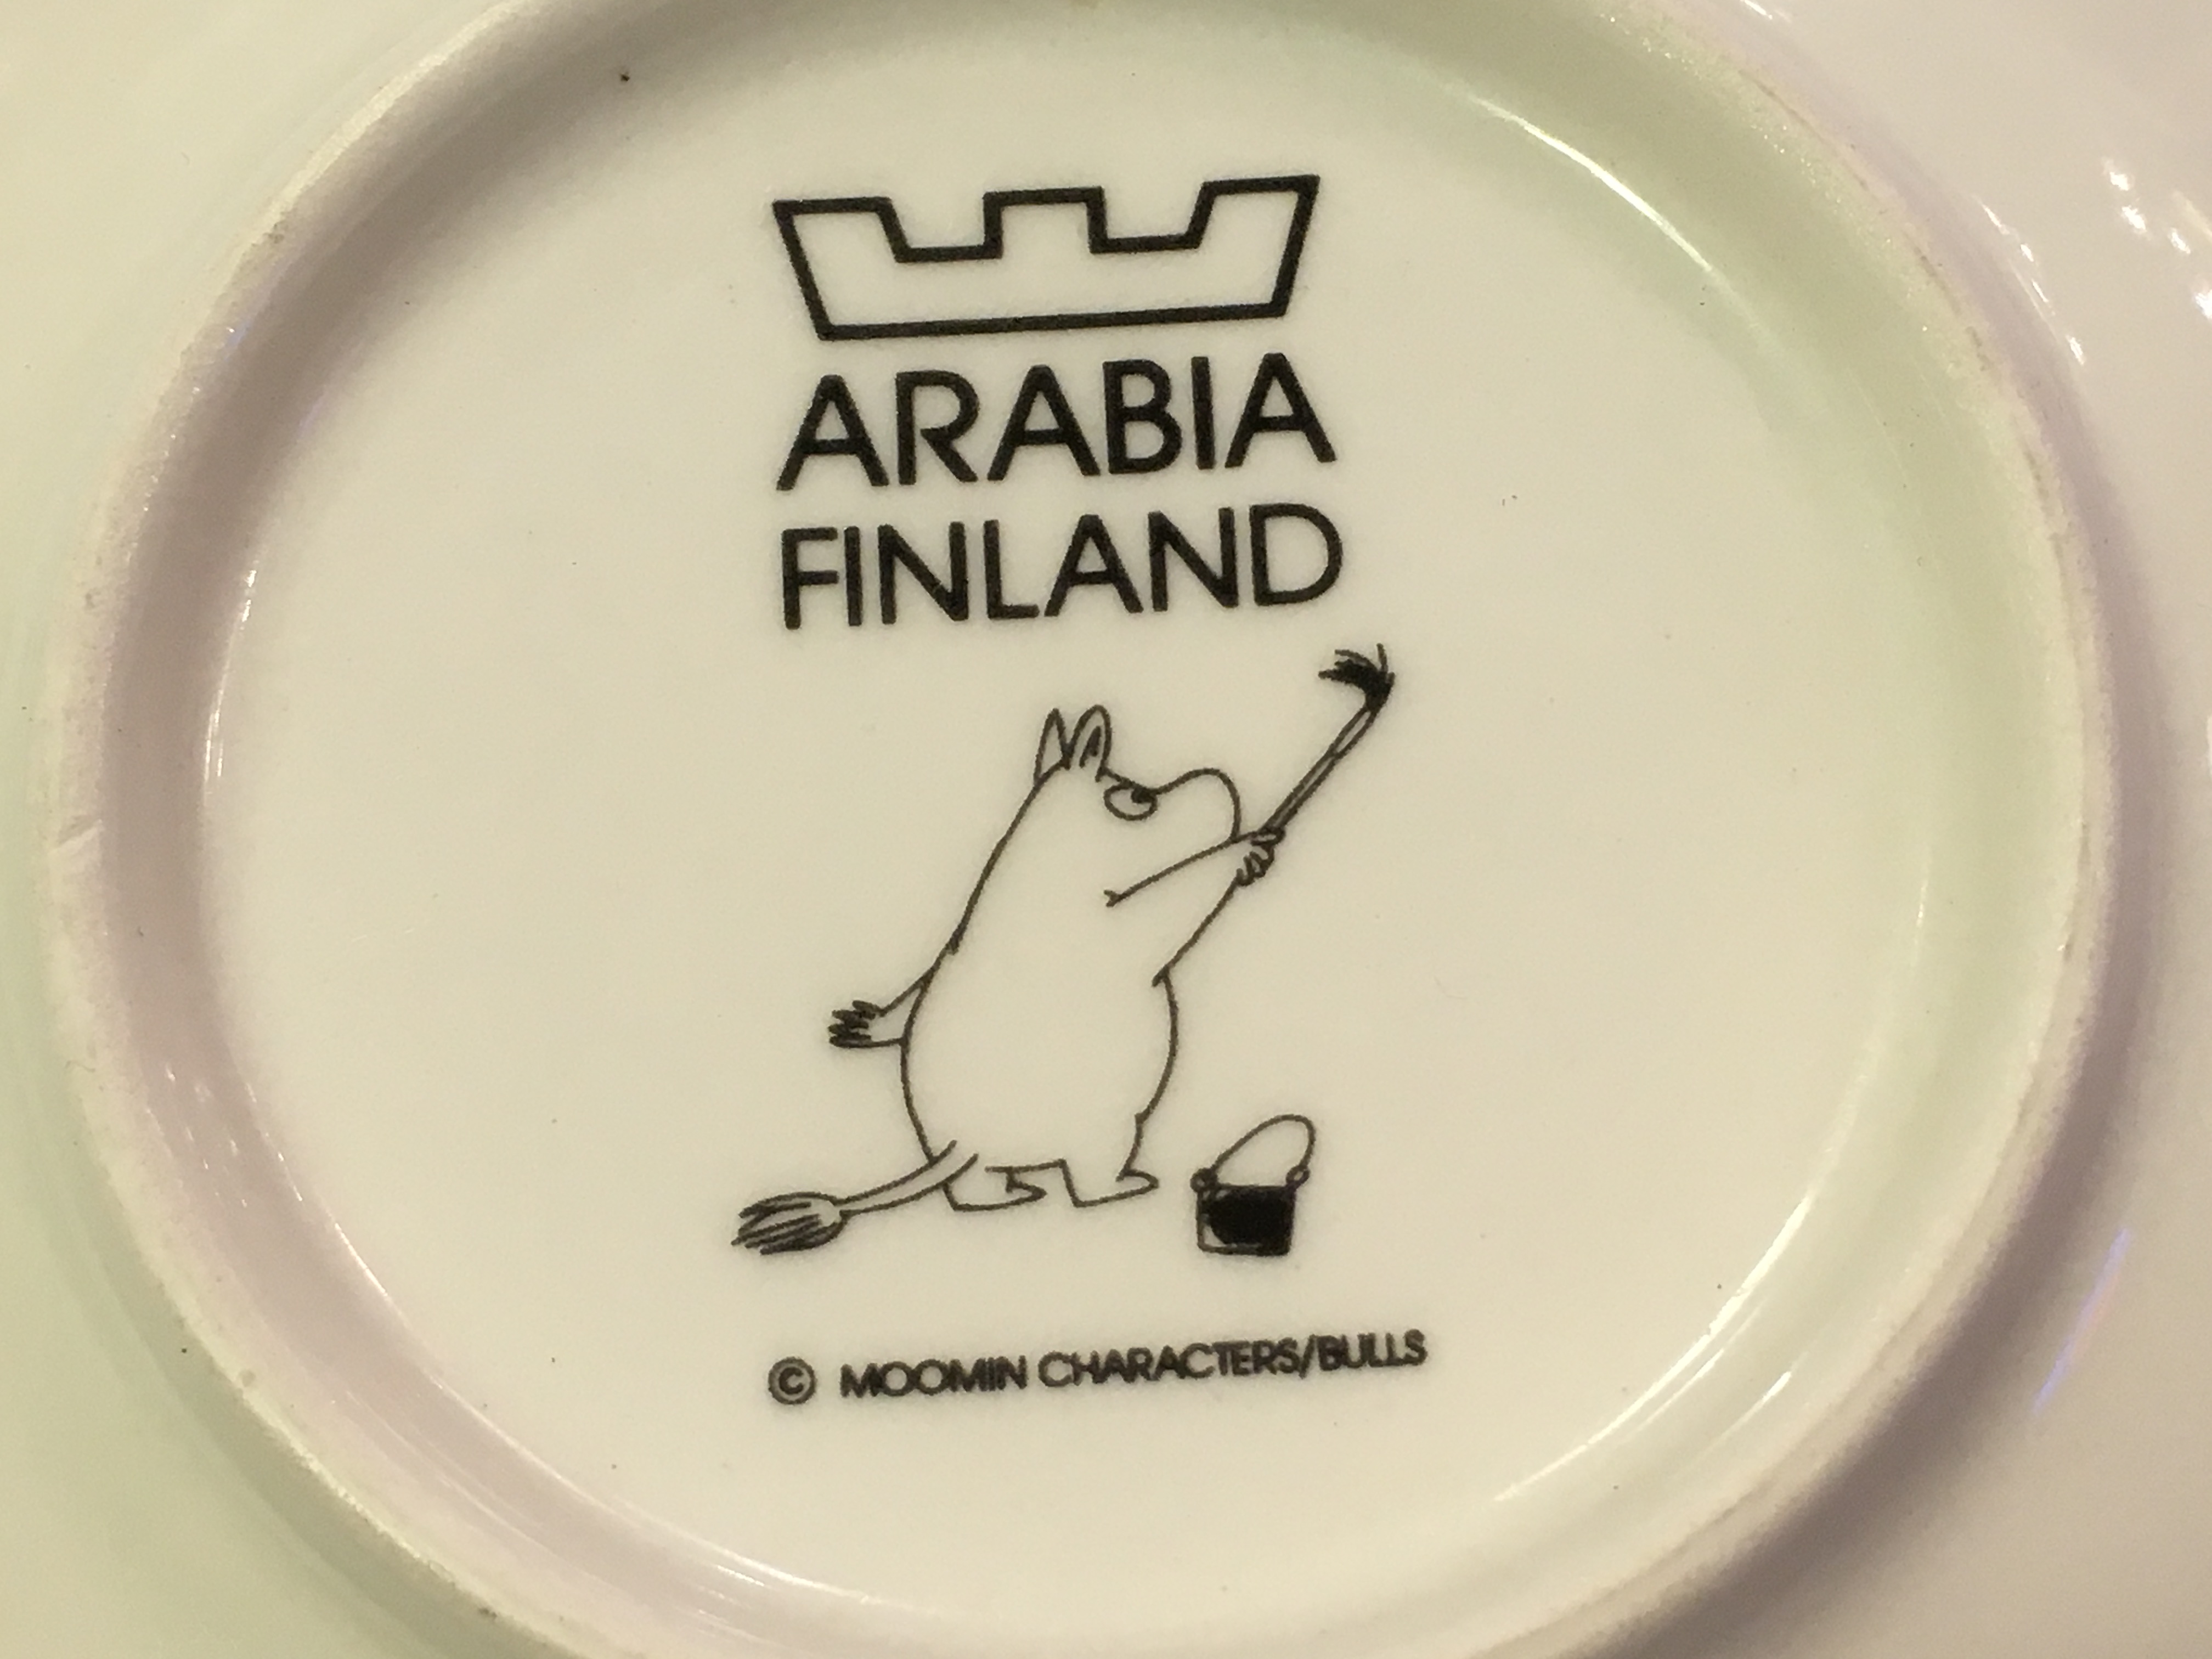 ARABIA
FINLAND
© MOOMIN CHARACTERS/BULLS